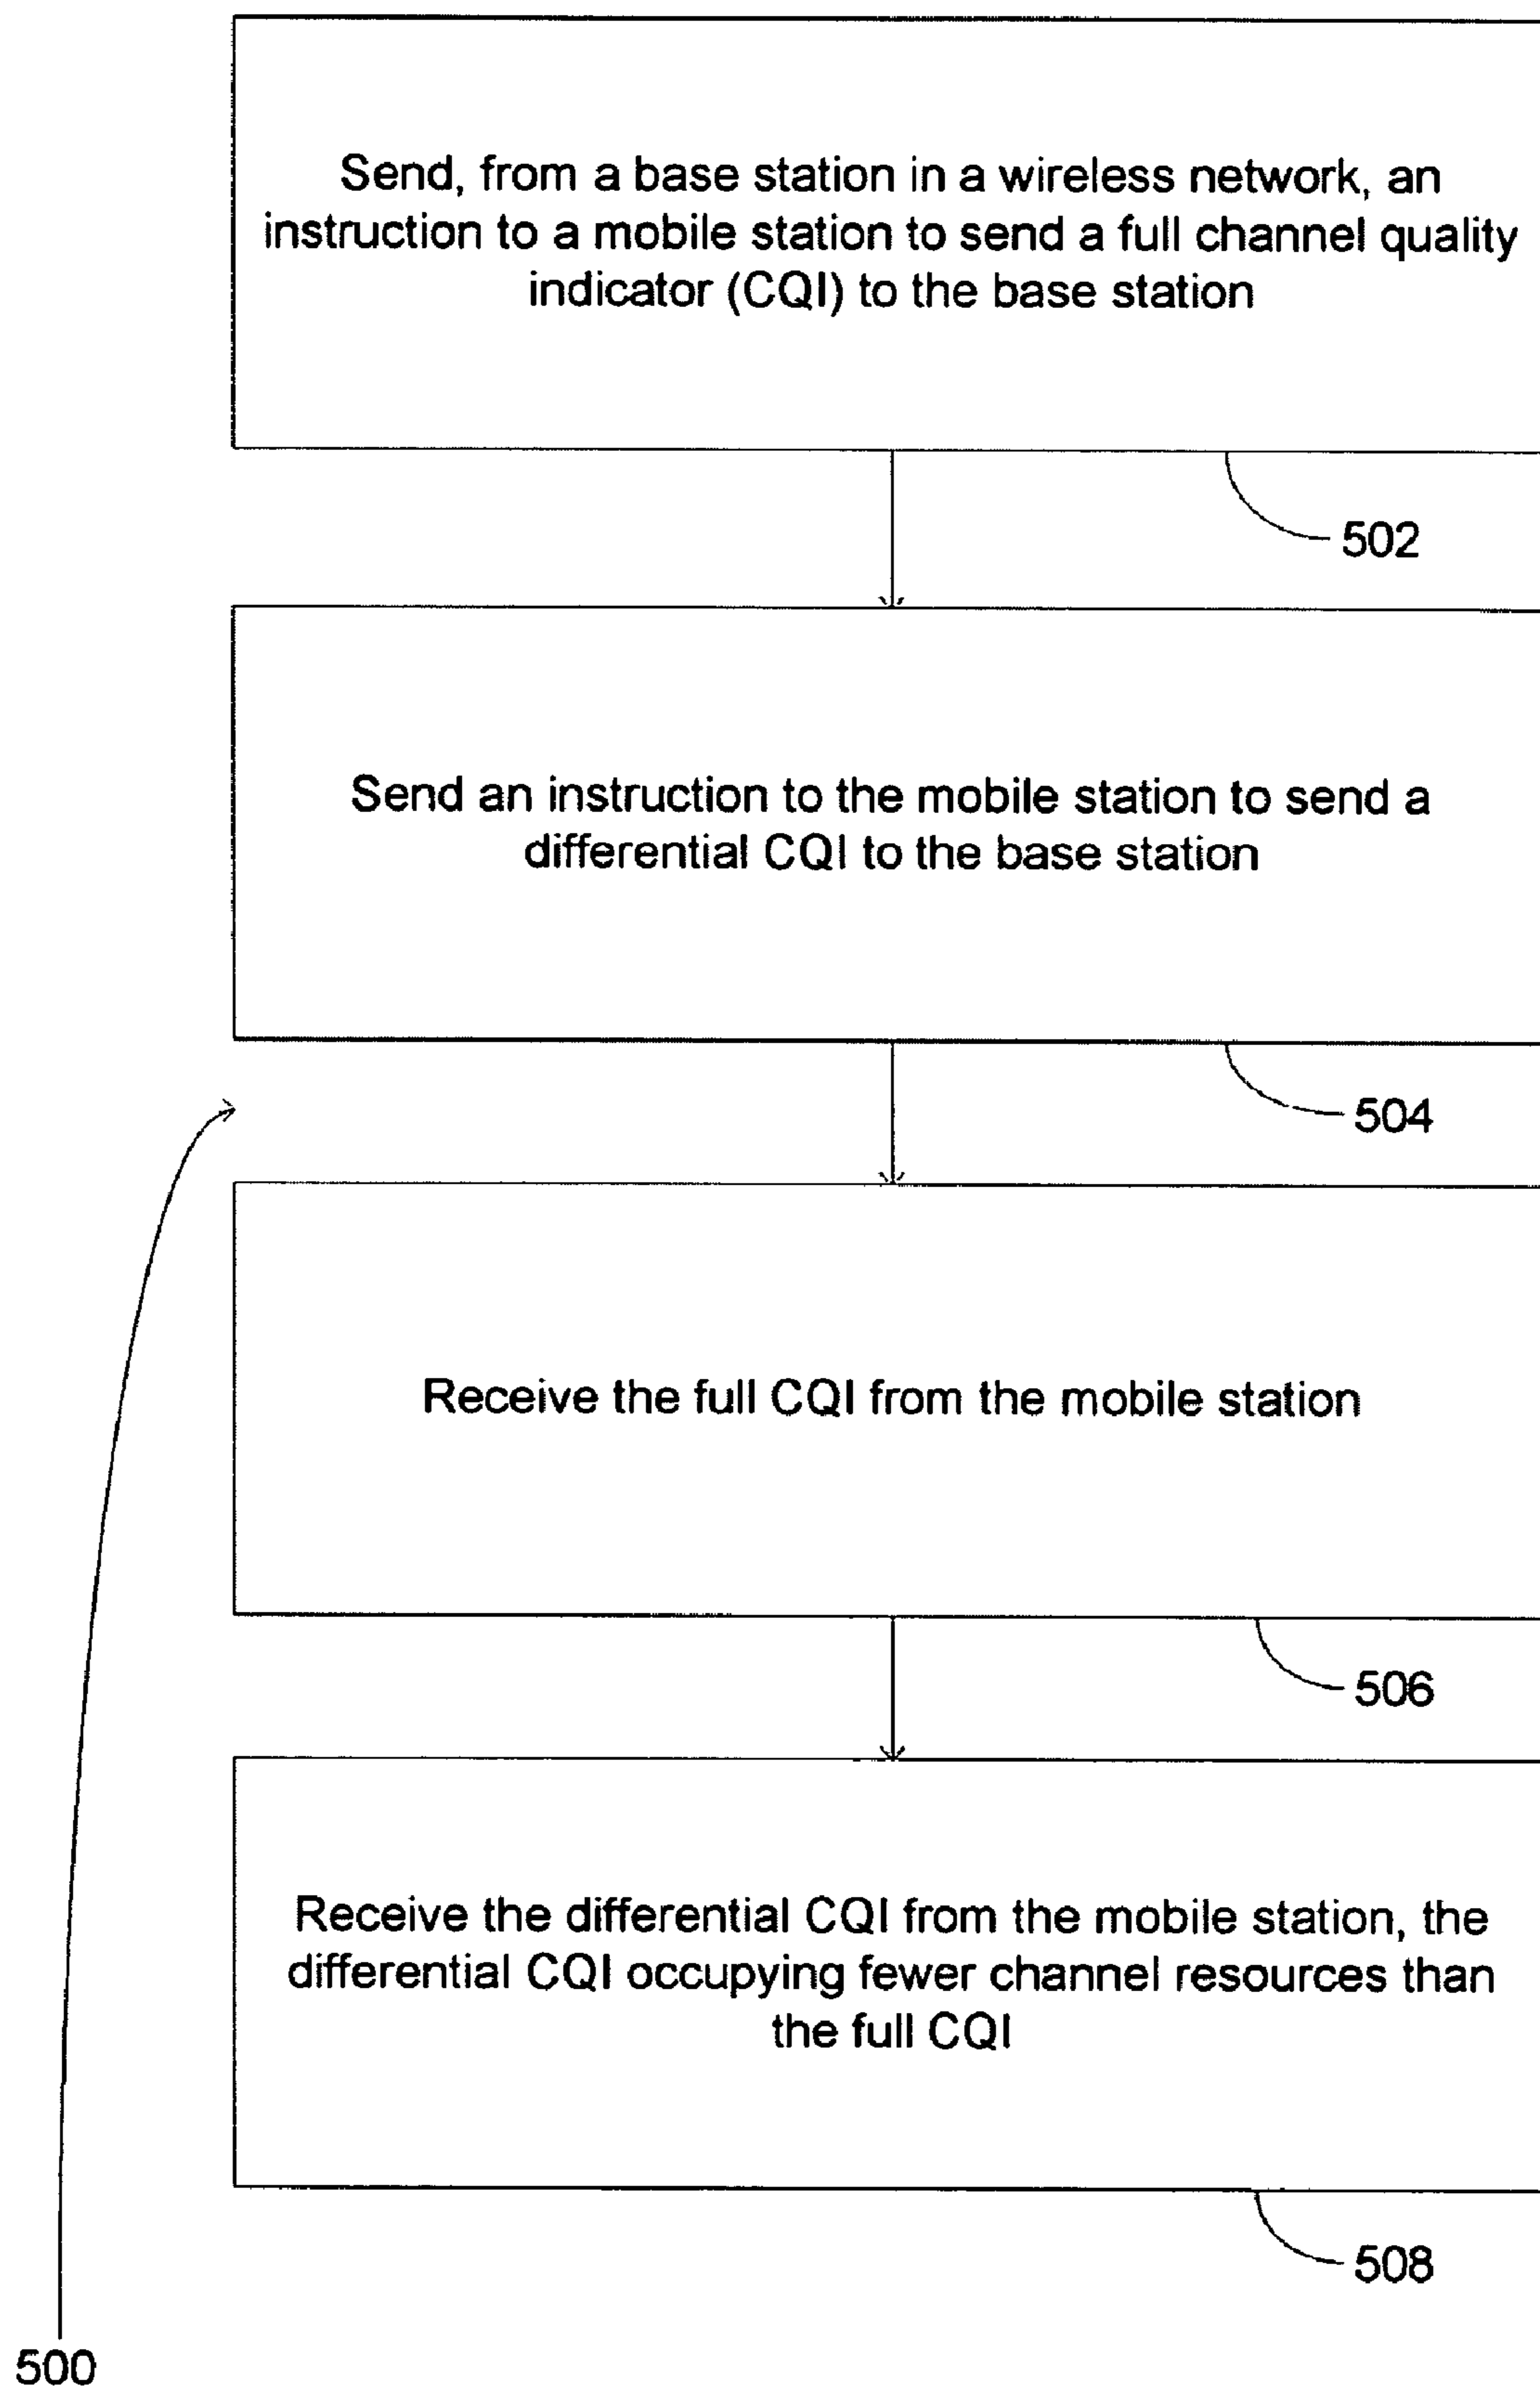 Send, from a base station in a wireless network, an
instruction to a mobile station to send a full channel quality
indicator (CQI) to the base station
502
Send an instruction to the mobile station to send a
differential CQI to the base station
504
Receive the full CQI from the mobile station
506
Receive the differential CQI from the mobile station, the
differential CQI occupying fewer channel resources than
the full CQI
508
500